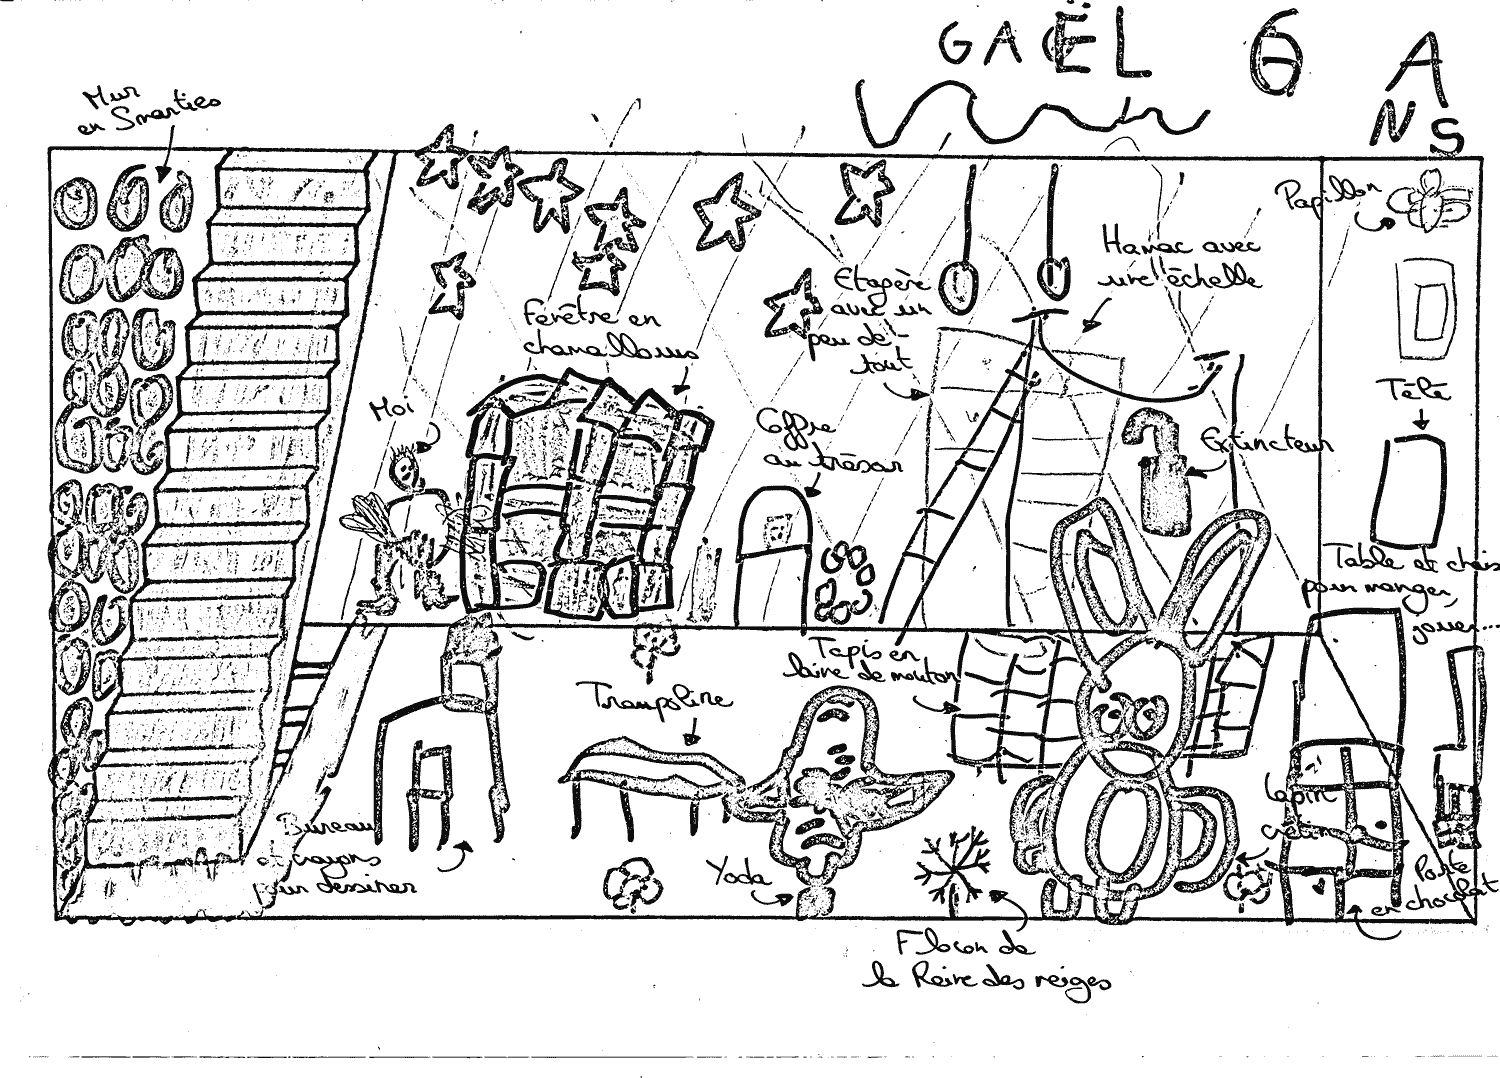 GAËL 6 ANS
Mur
en Smarties
Papillon
Hamac avec
une échelle
Etagère
avec un
peu de
tout
Fenêtre en
chamallows
Télé
Moi
Coffre
au trésor
Extincteur
Table et chaise
pour manger,
jouer...
Tapis en
laine de mouton
Trampoline
Lapin
crétin
Bureau
et crayons
pour dessiner
Yoda
Porte
en chocolat
Flocon de
la Reine des neiges